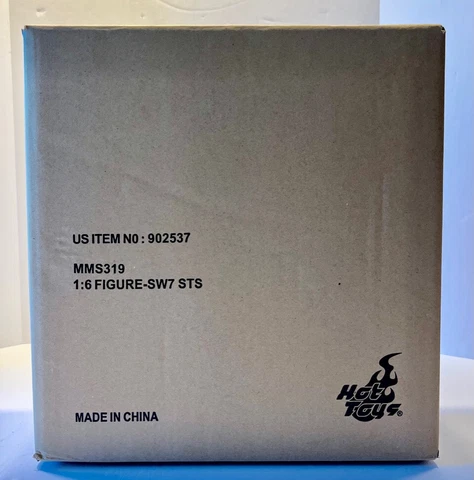 US ITEM N0 : 902537
MMS319
1:6 FIGURE-SW7 STS
Hot
Toys®
MADE IN CHINA